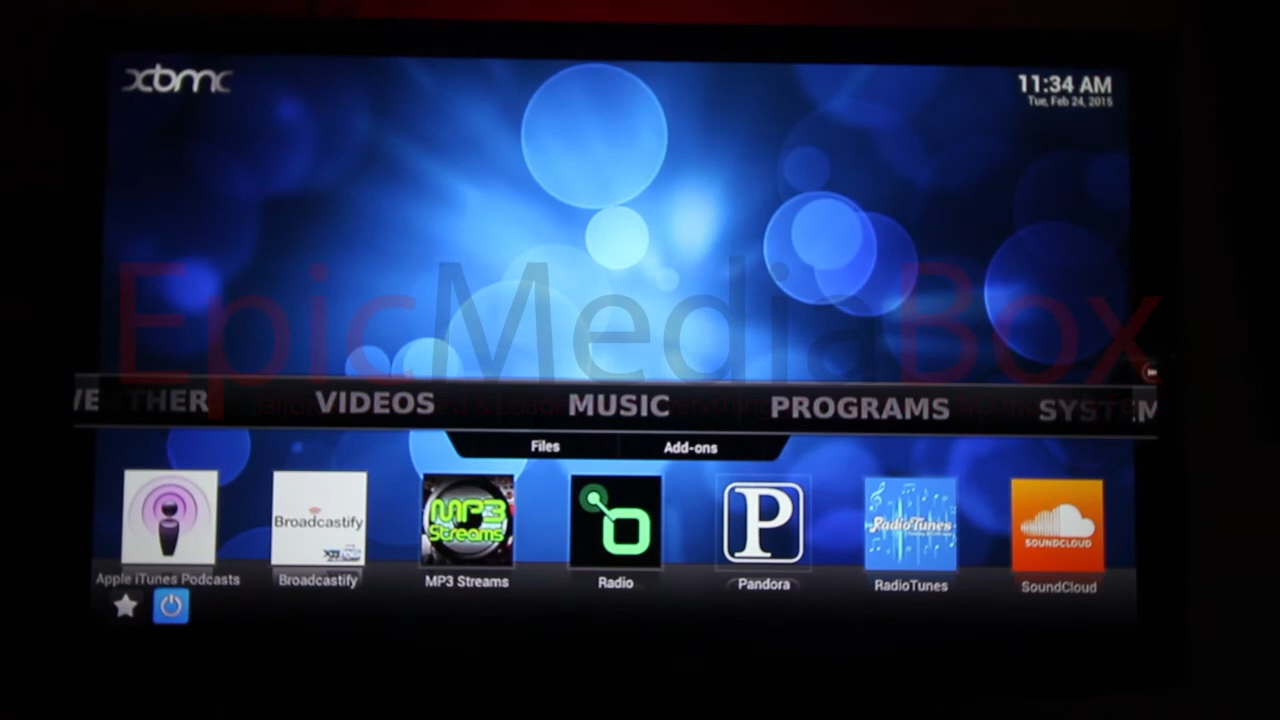 xbmc
11:34 AM
Tue, Feb 24, 2015
EpicMediaBox
WEATHER VIDEOS MUSIC PROGRAMS SYSTEM
Files Add-ons
Broadcastify
MP3 Streams
P
RadioTunes
SOUNDCLOUD
Apple iTunes Podcasts Broadcastify MP3 Streams Radio Pandora RadioTunes SoundCloud